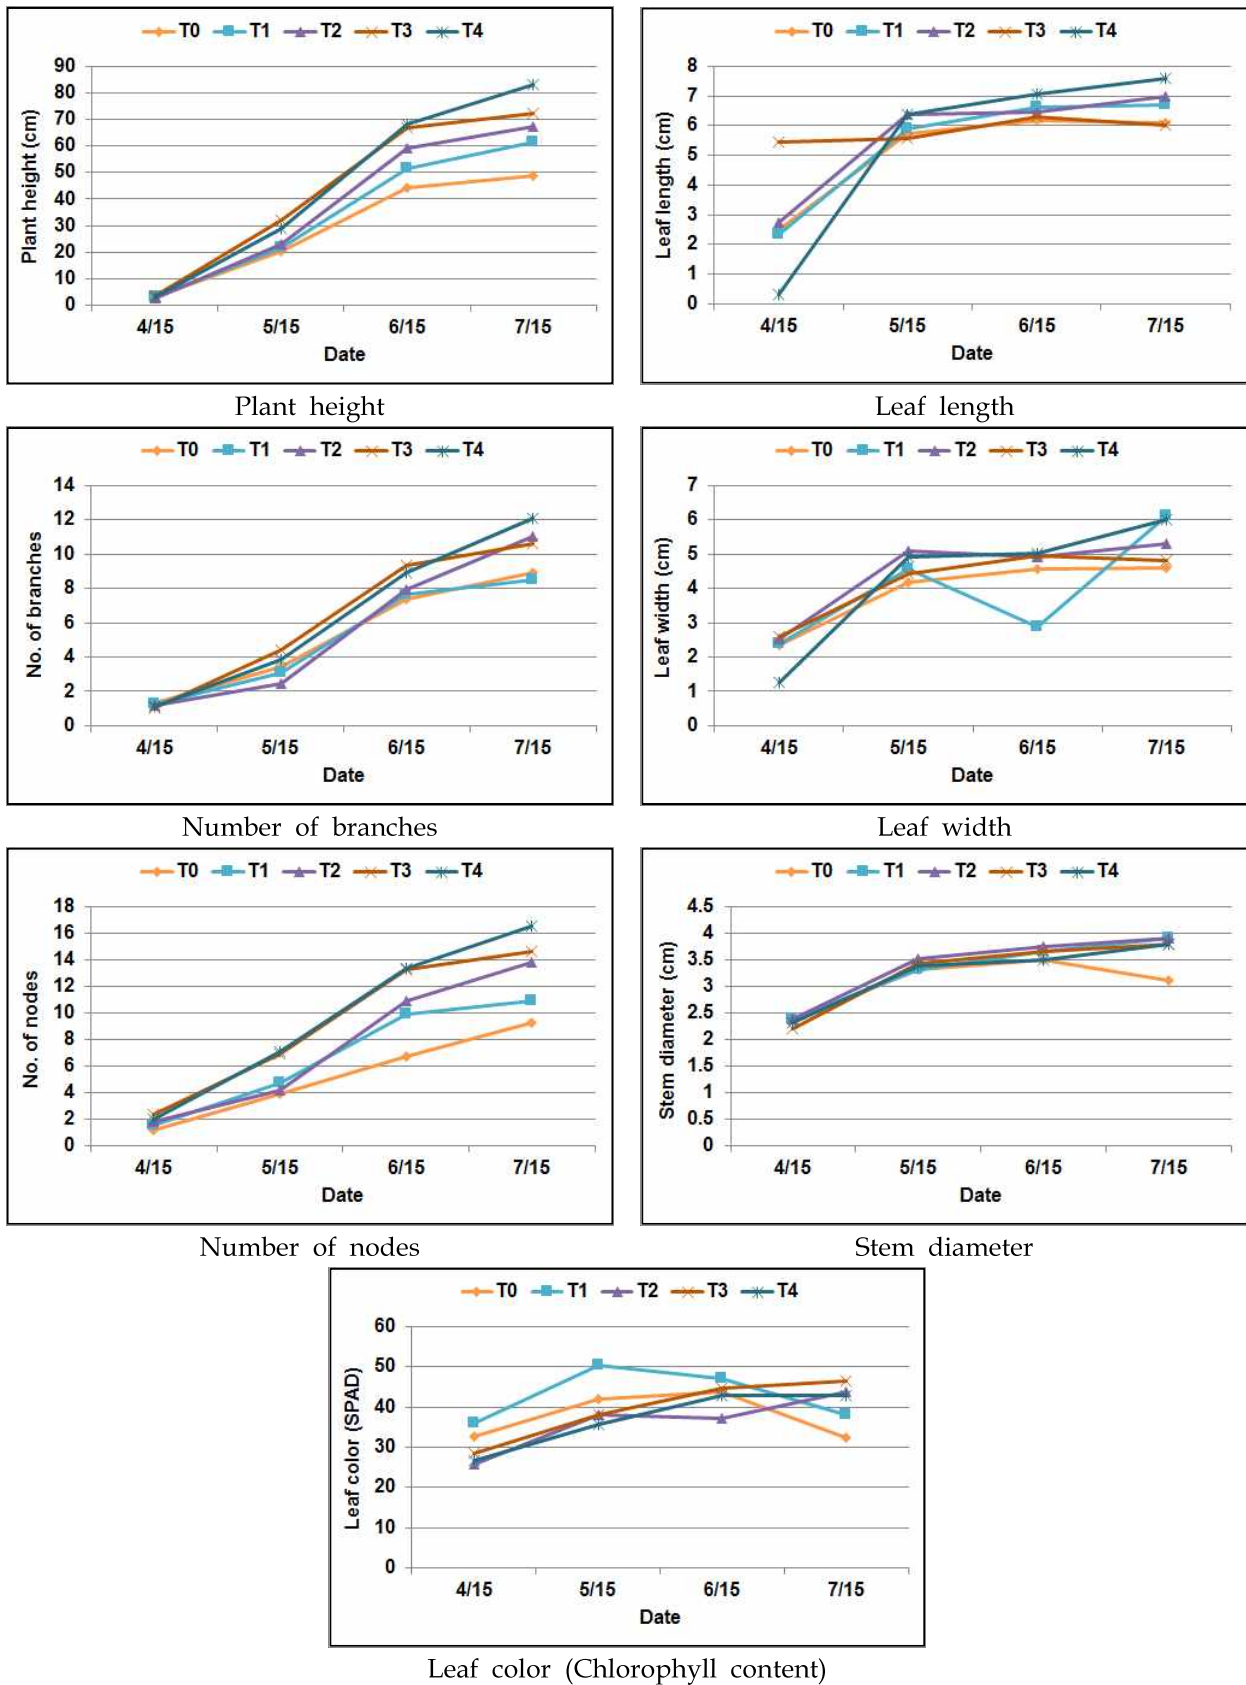 T0 T1 T2 T3 T4
90
80
70
60
50
40
30
20
10
0
Plant height (cm)
4/15 5/15 6/15 7/15
Date
Plant height
T0 T1 T2 T3 T4
8
7
6
5
4
3
2
1
0
Leaf length (cm)
4/15 5/15 6/15 7/15
Date
Leaf length
T0 T1 T2 T3 T4
14
12
10
8
6
4
2
0
No. of branches
4/15 5/15 6/15 7/15
Date
Number of branches
T0 T1 T2 T3 T4
7
6
5
4
3
2
1
0
Leaf width (cm)
4/15 5/15 6/15 7/15
Date
Leaf width
T0 T1 T2 T3 T4
18
16
14
12
10
8
6
4
2
0
No. of nodes
4/15 5/15 6/15 7/15
Date
Number of nodes
T0 T1 T2 T3 T4
4.5
4
3.5
3
2.5
2
1.5
1
0.5
0
Stem diameter (cm)
4/15 5/15 6/15 7/15
Date
Stem diameter
T0 T1 T2 T3 T4
60
50
40
30
20
10
0
Leaf color (SPAD)
4/15 5/15 6/15 7/15
Date
Leaf color (Chlorophyll content)